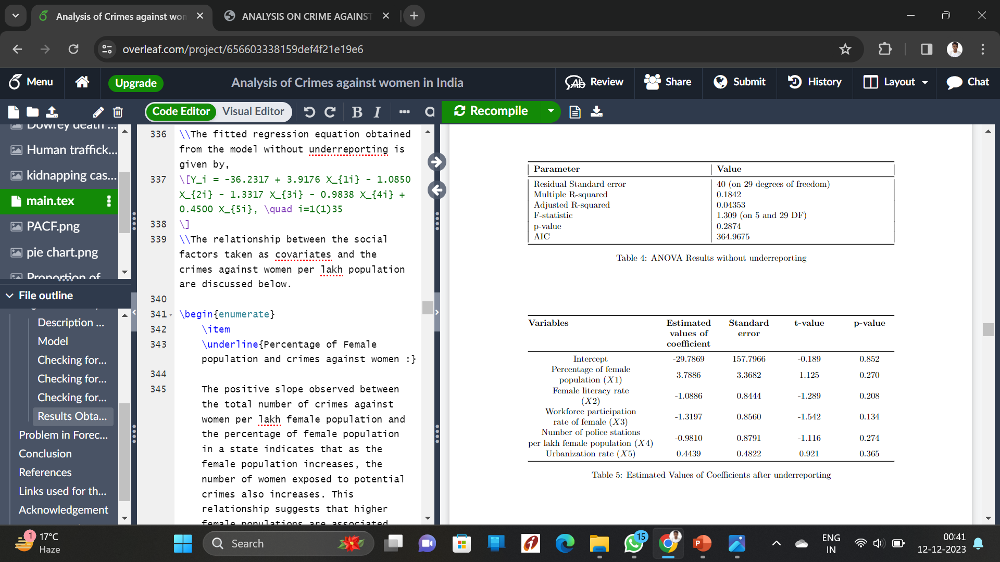 Analysis of Crimes against won
ANALYSIS ON CRIME AGAINST
overleaf.com/project/656603338159def4f21e19e6
Menu
Upgrade
Analysis of Crimes against women in India
Review
Share
Submit
History
Layout
Chat
Code Editor
Visual Editor
B I
Recompile
Dowrey death ...
Human traffick...
kidnapping cas...
main.tex
PACF.png
pie chart.png
Proportion of
File outline
Description ...
Model
Checking for...
Checking for...
Checking for...
Results Obta...
Problem in Forec...
Conclusion
References
Links used for th...
Acknowledgement
336 \\The fitted regression equation obtained
from the model without underreporting is
given by,
337 \[Y_i = -36.2317 + 3.9176 X_{1i} - 1.0850
X_{2i} - 1.3317 X_{3i} - 0.9838 X_{4i} +
0.4500 X_{5i}, \quad i=1(1)35
338 \]
339 \\The relationship between the social
factors taken as covariates and the
crimes against women per lakh population
are discussed below.
340
341 \begin{enumerate}
342 \item
343 \underline{Percentage of Female
population and crimes against women :}
344
345 The positive slope observed between
the total number of crimes against
women per lakh female population and
the percentage of female population
in a state indicates that as the
female population increases, the
number of women exposed to potential
crimes also increases. This
relationship suggests that higher
female populations are associated
Parameter Value
Residual Standard error 40 (on 29 degrees of freedom)
Multiple R-squared 0.1842
Adjusted R-squared 0.04353
F-statistic 1.309 (on 5 and 29 DF)
p-value 0.2874
AIC 364.9675
Table 4: ANOVA Results without underreporting
Variables Estimated Standard t-value p-value
values of error
coefficient
Intercept -29.7869 157.7966 -0.189 0.852
Percentage of female
population (X1) 3.7886 3.3682 1.125 0.270
Female literacy rate
(X2) -1.0886 0.8444 -1.289 0.208
Workforce participation
rate of female (X3) -1.3197 0.8560 -1.542 0.134
Number of police stations
per lakh female population (X4) -0.9810 0.8791 -1.116 0.274
Urbanization rate (X5) 0.4439 0.4822 0.921 0.365
Table 5: Estimated Values of Coefficients after underreporting
1
17°C
Haze
Search
15
P
ENG
IN
00:41
12-12-2023